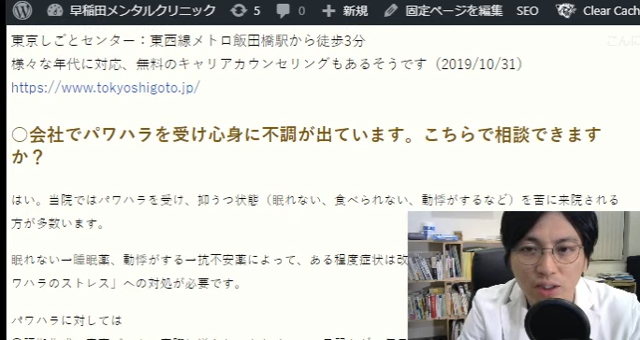 早稲田メンタルクリニック 5 0 + 新規 固定ページを編集 SEO Clear Cach
東京しごとセンター：東西線メトロ飯田橋駅から徒歩3分
様々な年代に対応、無料のキャリアカウンセリングもあるそうです（2019/10/31）
https://www.tokyoshigoto.jp/
○会社でパワハラを受け心身に不調が出ています。こちらで相談できます
か？
はい。当院ではパワハラを受け、抑うつ状態（眠れない、食べられない、動悸がするなど）を苦に来院される
方が多数います。
眠れない→睡眠薬、動悸がする→抗不安薬によって、ある程度症状は改
ワハラのストレス」への対処が必要です。
パワハラに対しては